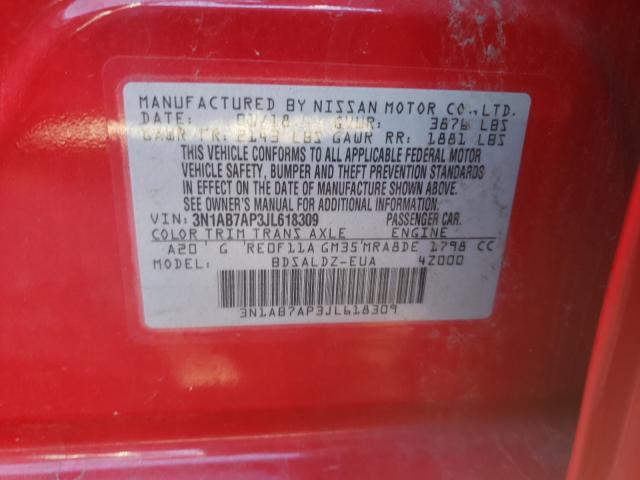 MANUFACTURED BY NISSAN MOTOR CO.,LTD.
DATE: 03/18 GVWR: 3876 LBS
GAWR FR: 2143 LBS GAWR RR: 1881 LBS
THIS VEHICLE CONFORMS TO ALL APPLICABLE FEDERAL MOTOR
VEHICLE SAFETY, BUMPER AND THEFT PREVENTION STANDARDS
IN EFFECT ON THE DATE OF MANUFACTURE SHOWN ABOVE.
SEE OWNER'S MANUAL FOR ADDITIONAL INFORMATION.
VIN: 3N1AB7AP3JL618309 PASSENGER CAR.
COLOR TRIM TRANS AXLE ENGINE
A20 G RE0F11A GM35 MRA8DE 1798 CC
MODEL: BDSALDZ-EUA 4Z000
3N1AB7AP3JL618309